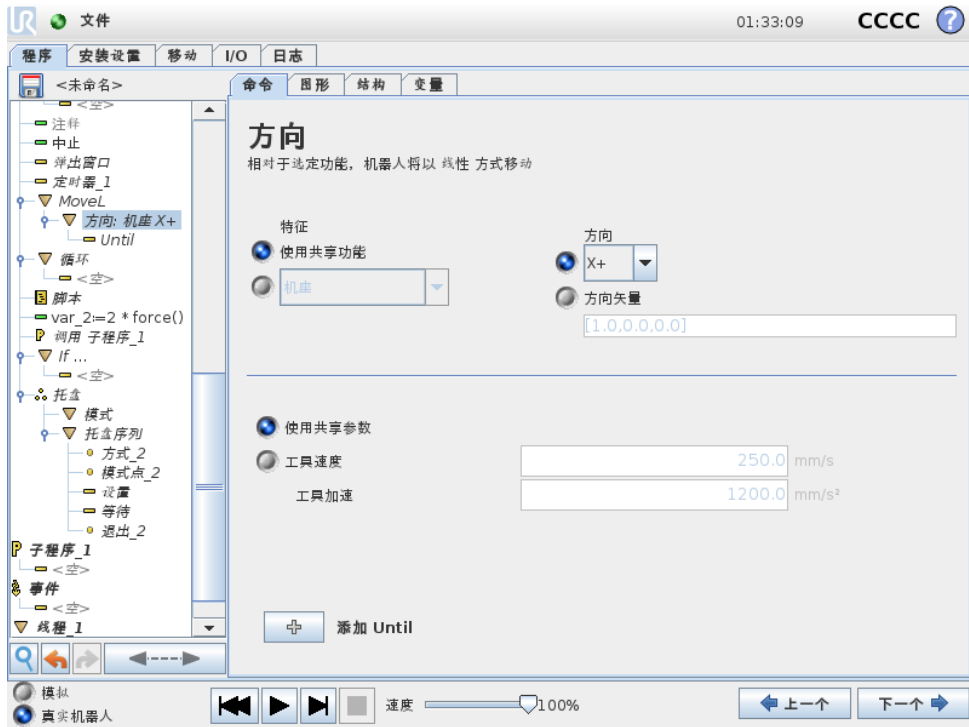 UR 文件 01:33:09 CCCC ?
程序 安装设置 移动 I/O 日志
<未命名> 命令 图形 结构 变量
<空>
注释
中止
弹出窗口
定时器_1
MoveL
方向: 机座 X+
Until
循环
<空>
脚本
var_2:=2 * force()
P 调用 子程序_1
If ...
<空>
托盘
模式
托盘序列
方式_2
模式点_2
设置
等待
退出_2
P 子程序_1
<空>
事件
<空>
线程_1
方向
相对于选定功能，机器人将以 线性 方式移动
特征
使用共享功能
机座
方向
X+
方向矢量
[1.0,0.0,0.0]
使用共享参数
工具速度 250.0 mm/s
工具加速 1200.0 mm/s²
添加 Until
模拟
真实机器人
速度 100%
上一个 下一个